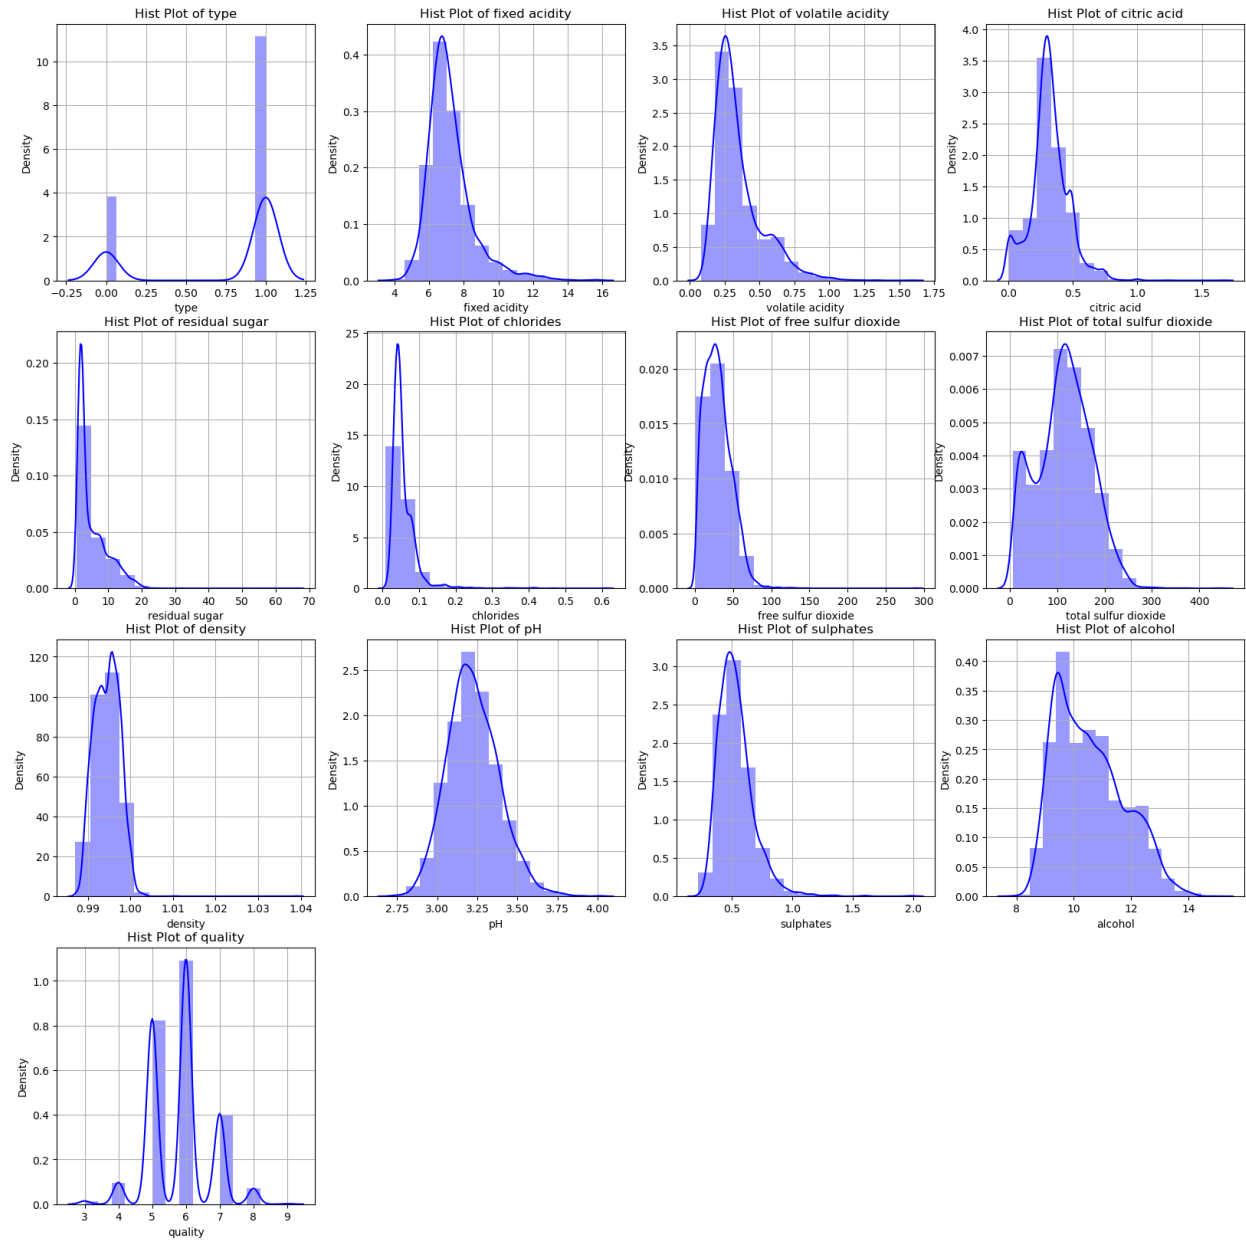 Hist Plot of type
Density
10
8
6
4
2
0
−0.25 0.00 0.25 0.50 0.75 1.00 1.25
type
Hist Plot of fixed acidity
Density
0.4
0.3
0.2
0.1
0.0
4 6 8 10 12 14 16
fixed acidity
Hist Plot of volatile acidity
Density
3.5
3.0
2.5
2.0
1.5
1.0
0.5
0.0
0.00 0.25 0.50 0.75 1.00 1.25 1.50 1.75
volatile acidity
Hist Plot of citric acid
Density
4.0
3.5
3.0
2.5
2.0
1.5
1.0
0.5
0.0
0.0 0.5 1.0 1.5
citric acid
Hist Plot of residual sugar
Density
0.20
0.15
0.10
0.05
0.00
0 10 20 30 40 50 60 70
residual sugar
Hist Plot of chlorides
Density
25
20
15
10
5
0
0.0 0.1 0.2 0.3 0.4 0.5 0.6
chlorides
Hist Plot of free sulfur dioxide
Density
0.020
0.015
0.010
0.005
0.000
0 50 100 150 200 250 300
free sulfur dioxide
Hist Plot of total sulfur dioxide
Density
0.007
0.006
0.005
0.004
0.003
0.002
0.001
0.000
0 100 200 300 400
total sulfur dioxide
Hist Plot of density
Density
120
100
80
60
40
20
0
0.99 1.00 1.01 1.02 1.03 1.04
density
Hist Plot of pH
Density
2.5
2.0
1.5
1.0
0.5
0.0
2.75 3.00 3.25 3.50 3.75 4.00
pH
Hist Plot of sulphates
Density
3.0
2.5
2.0
1.5
1.0
0.5
0.0
0.5 1.0 1.5 2.0
sulphates
Hist Plot of alcohol
Density
0.40
0.35
0.30
0.25
0.20
0.15
0.10
0.05
0.00
8 10 12 14
alcohol
Hist Plot of quality
Density
1.0
0.8
0.6
0.4
0.2
0.0
3 4 5 6 7 8 9
quality